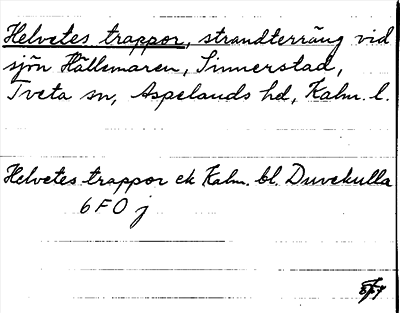 Helvetes trappor, strandterräng vid
sjön Hällemaren, Sinnerstad,
Tveta sn, Aspelands hd, Kalm. l.
Helvetes trappor ek Kalm. bl. Duvekulla
6 F 0 j